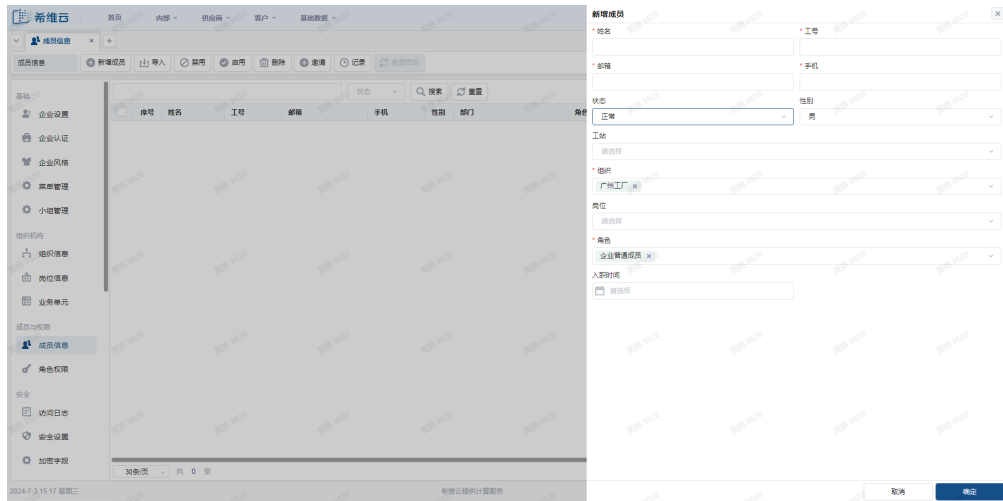 希维云
首页 内部 供应商 客户 基础数据
成员信息 × +
成员信息 新增成员 导入 禁用 启用 删除 邀请 记录 重置密码
基础
企业设置
企业认证
企业风格
菜单管理
小组管理
组织机构
组织信息
岗位信息
业务单元
成员与权限
成员信息
角色权限
安全
访问日志
安全设置
加密字段
状态 搜索 重置
序号 姓名 工号 邮箱 手机 性别 部门 角色
30条/页 共 0 条
2024-7-3 15:17 星期三
希维云提供计算服务
新增成员 ×
* 姓名 * 工号
* 邮箱 * 手机
状态 性别
正常 男
工站
请选择
* 组织
广州工厂 ×
岗位
请选择
* 角色
企业普通成员 ×
入职时间
请选择
取消 确定